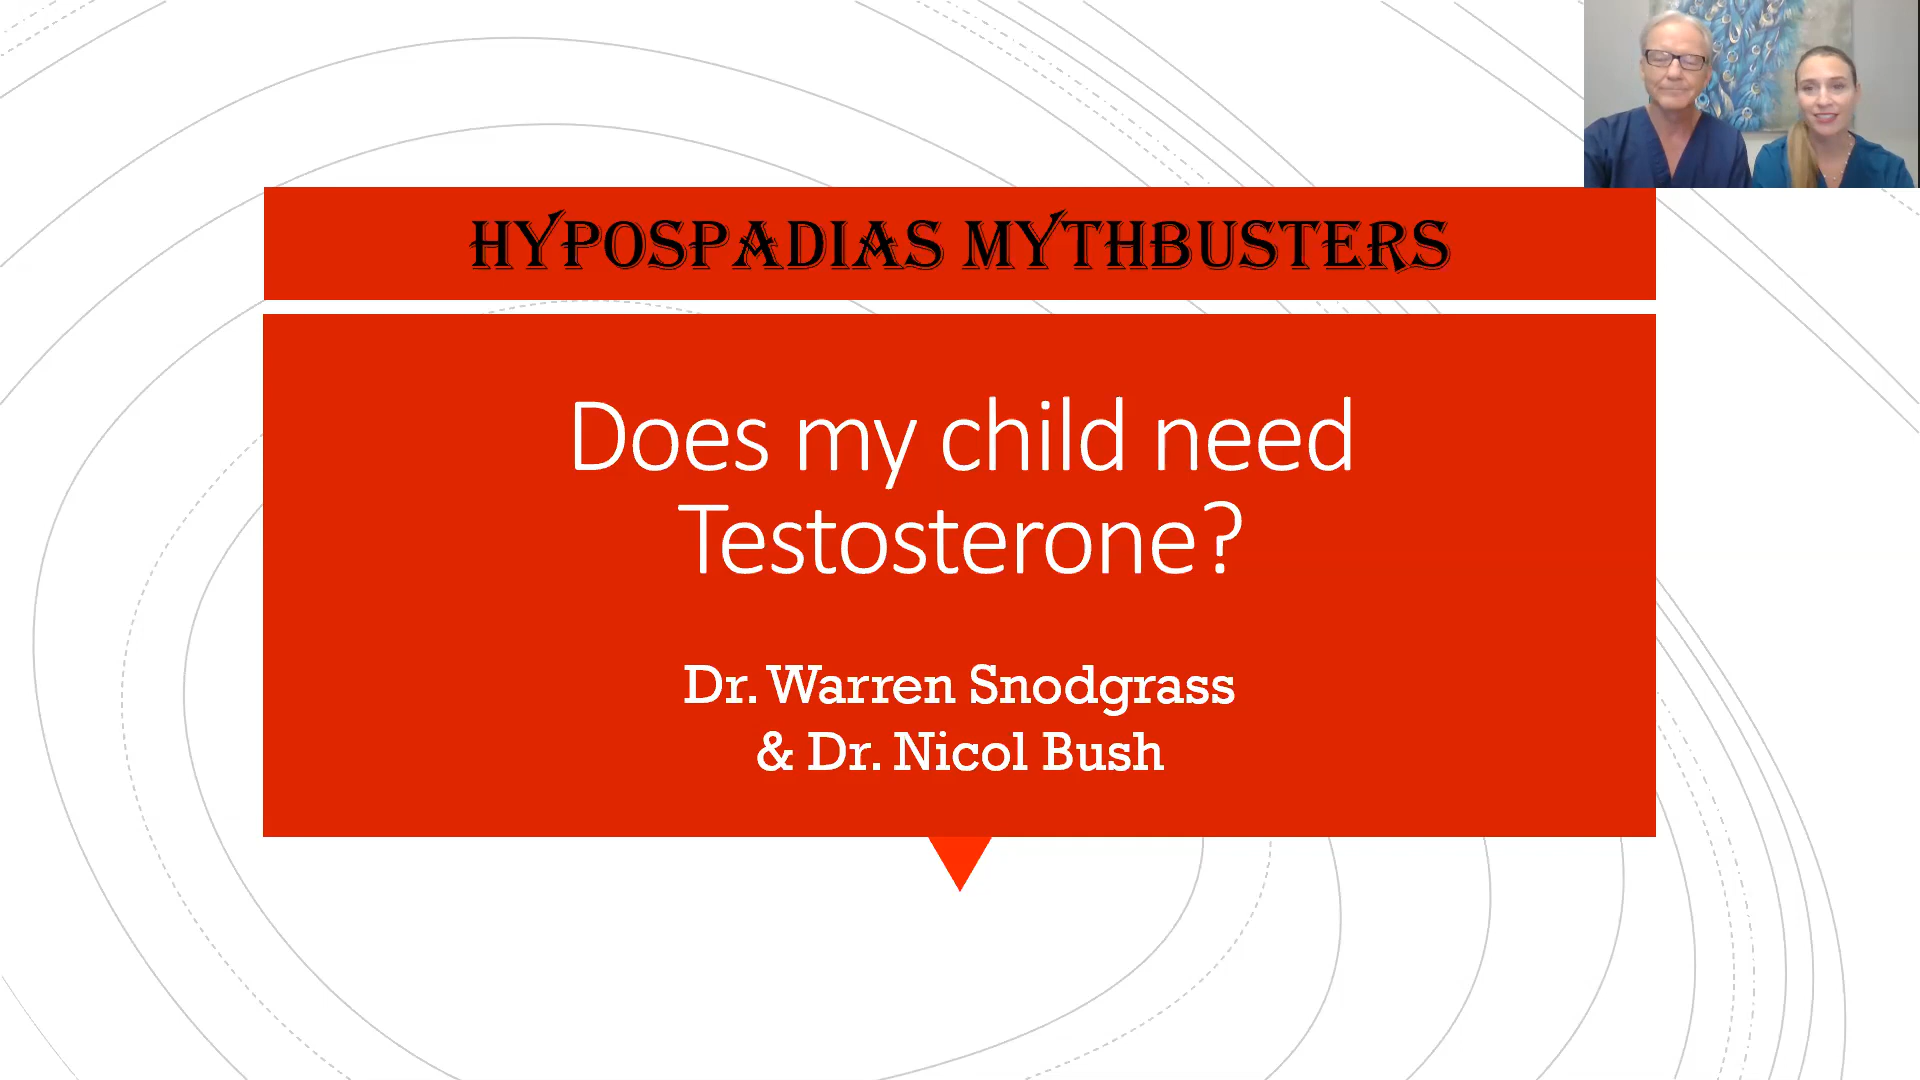 HYPOSPADIAS MYTHBUSTERS
Does my child need
Testosterone?
Dr. Warren Snodgrass
& Dr. Nicol Bush